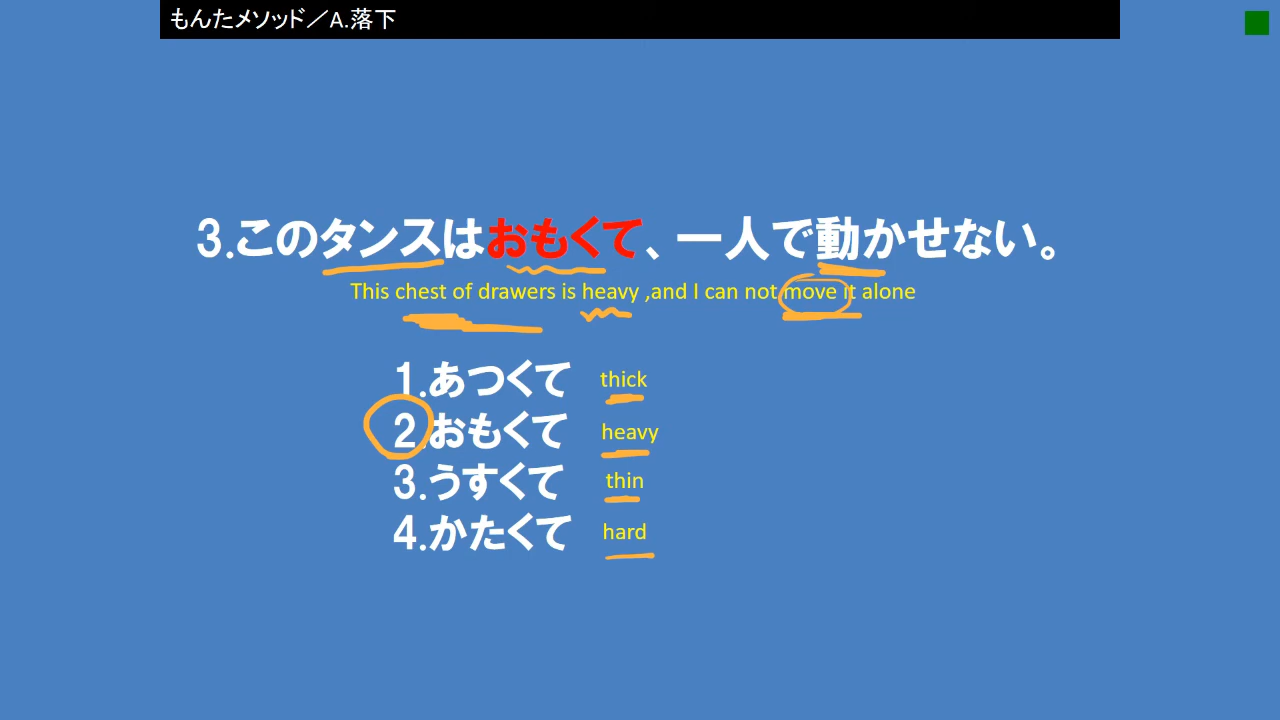 もんたメソッド／A.落下
3.このタンスはおもくて、一人で動かせない。
This chest of drawers is heavy ,and I can not move it alone
1.あつくて thick
2.おもくて heavy
3.うすくて thin
4.かたくて hard